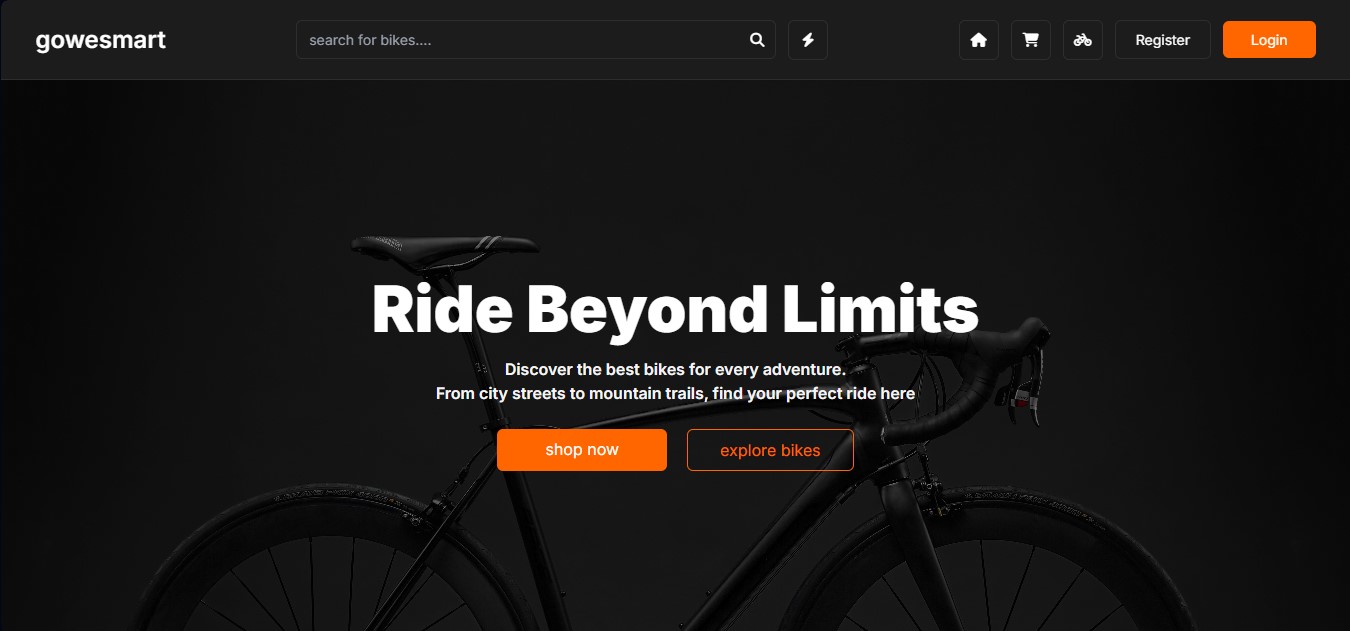 gowesmart
search for bikes....
Register
Login
Ride Beyond Limits
Discover the best bikes for every adventure.
From city streets to mountain trails, find your perfect ride here
shop now
explore bikes